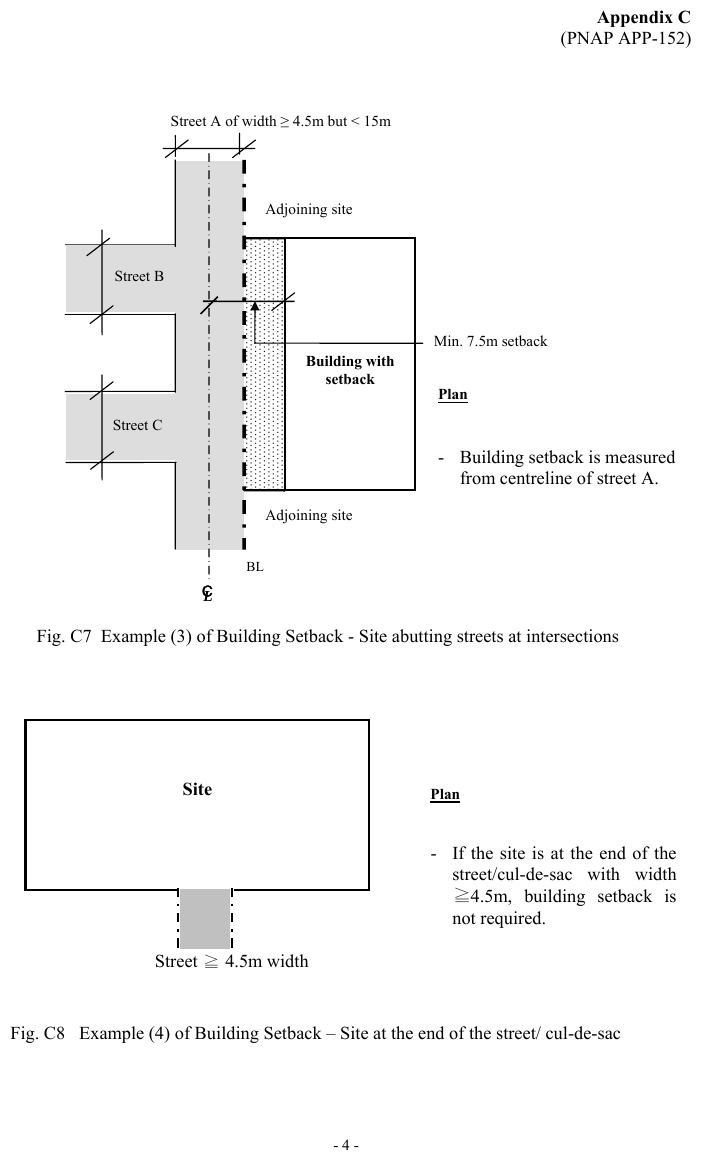 Appendix C
(PNAP APP-152)
Street A of width ≥ 4.5m but < 15m
Adjoining site
Street B
Min. 7.5m setback
Building with
setback
Plan
Street C
- Building setback is measured
from centreline of street A.
Adjoining site
BL
℄
Fig. C7 Example (3) of Building Setback - Site abutting streets at intersections
Site
Plan
- If the site is at the end of the
street/cul-de-sac with width
≧4.5m, building setback is
not required.
Street ≧ 4.5m width
Fig. C8 Example (4) of Building Setback – Site at the end of the street/ cul-de-sac
- 4 -